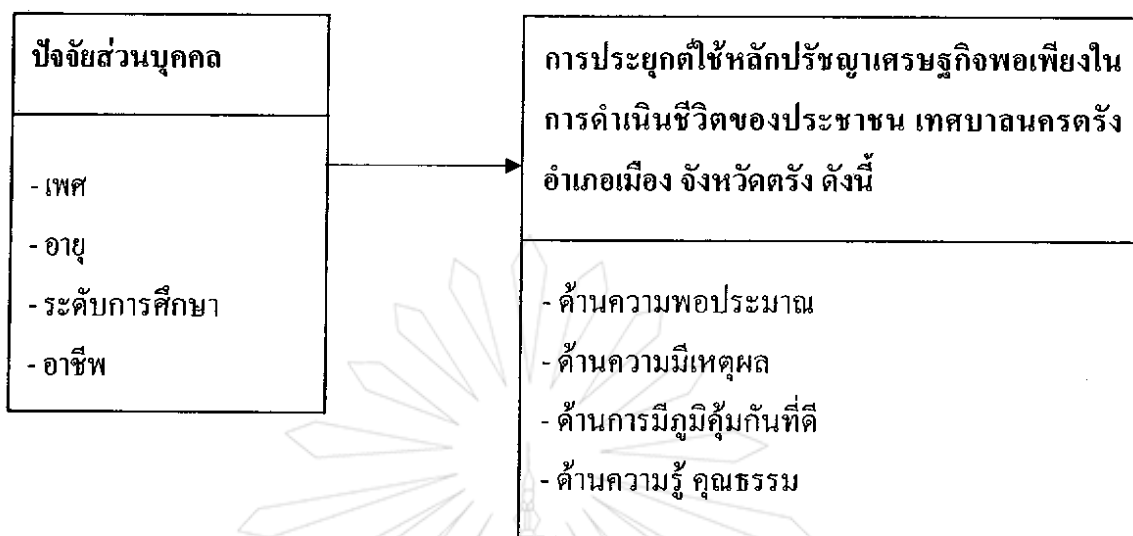 ปัจจัยส่วนบุคคล
- เพศ
- อายุ
- ระดับการศึกษา
- อาชีพ
การประยุกต์ใช้หลักปรัชญาเศรษฐกิจพอเพียงใน
การดำเนินชีวิตของประชาชน เทศบาลนครตรัง
อำเภอเมือง จังหวัดตรัง ดังนี้
- ด้านความพอประมาณ
- ด้านความมีเหตุผล
- ด้านการมีภูมิคุ้มกันที่ดี
- ด้านความรู้ คุณธรรม